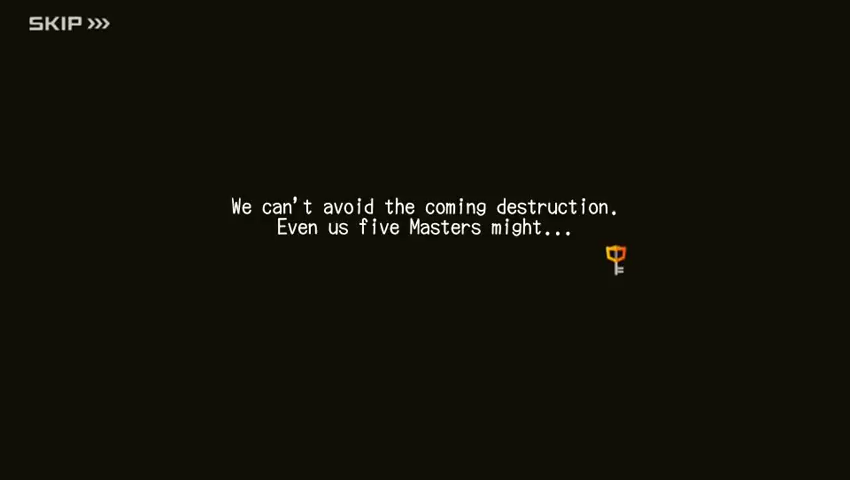 SKIP >>>
We can't avoid the coming destruction.
Even us five Masters might...